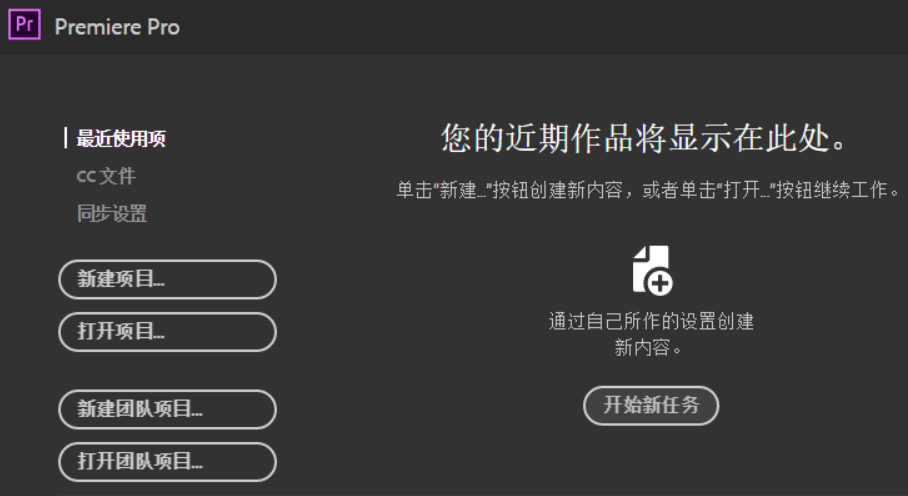 Pr Premiere Pro
最近使用项
CC 文件
同步设置
新建项目...
打开项目...
新建团队项目...
打开团队项目...
您的近期作品将显示在此处。
单击"新建..."按钮创建新内容，或者单击"打开..."按钮继续工作。
通过自己所作的设置创建
新内容。
开始新任务